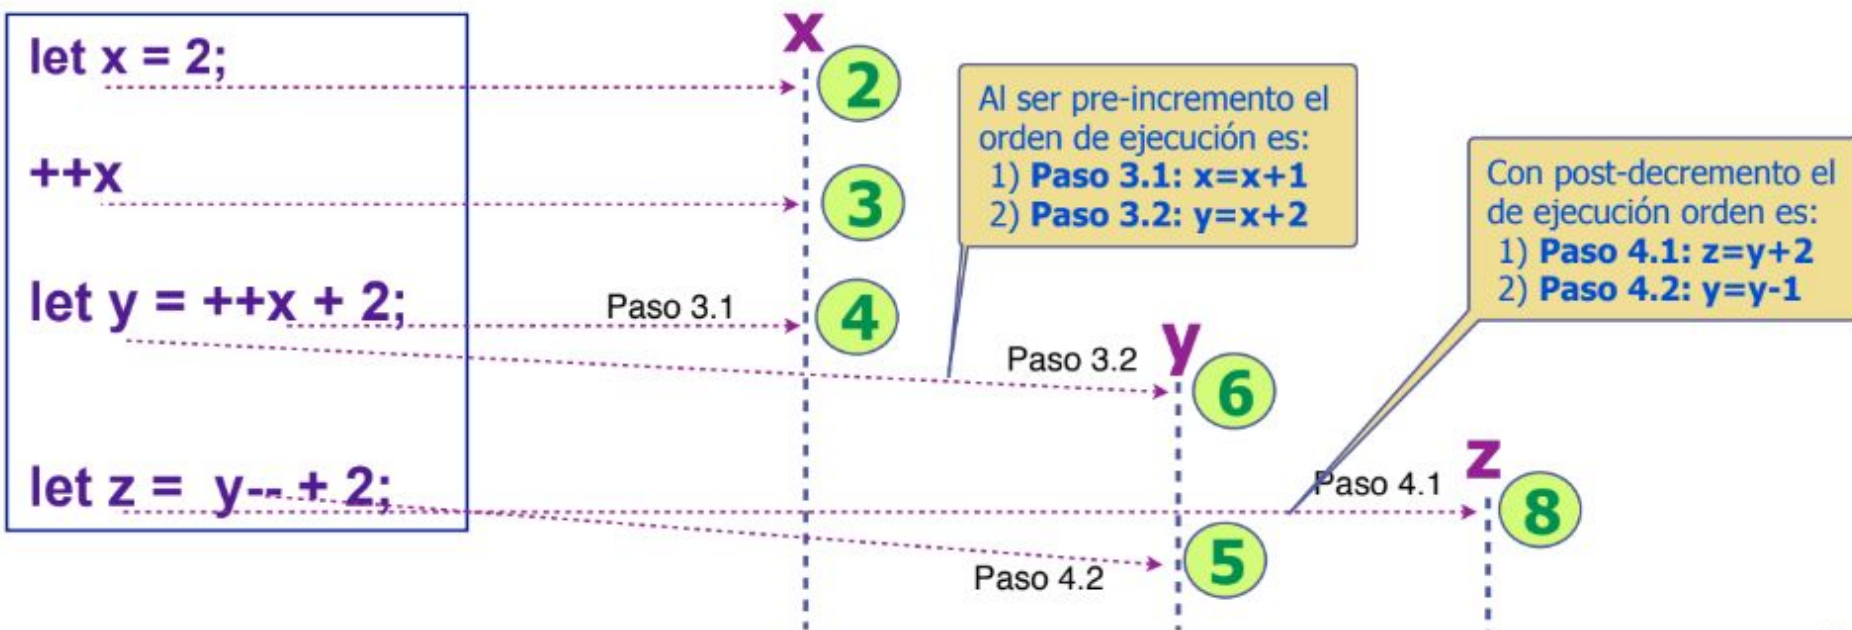 let x = 2;
++x
let y = ++x + 2;
let z = y-- + 2;
x
2
3
Paso 3.1
4
Al ser pre-incremento el
orden de ejecución es:
1) Paso 3.1: x=x+1
2) Paso 3.2: y=x+2
Paso 3.2
y
6
Con post-decremento el
de ejecución orden es:
1) Paso 4.1: z=y+2
2) Paso 4.2: y=y-1
Paso 4.1
z
8
Paso 4.2
5